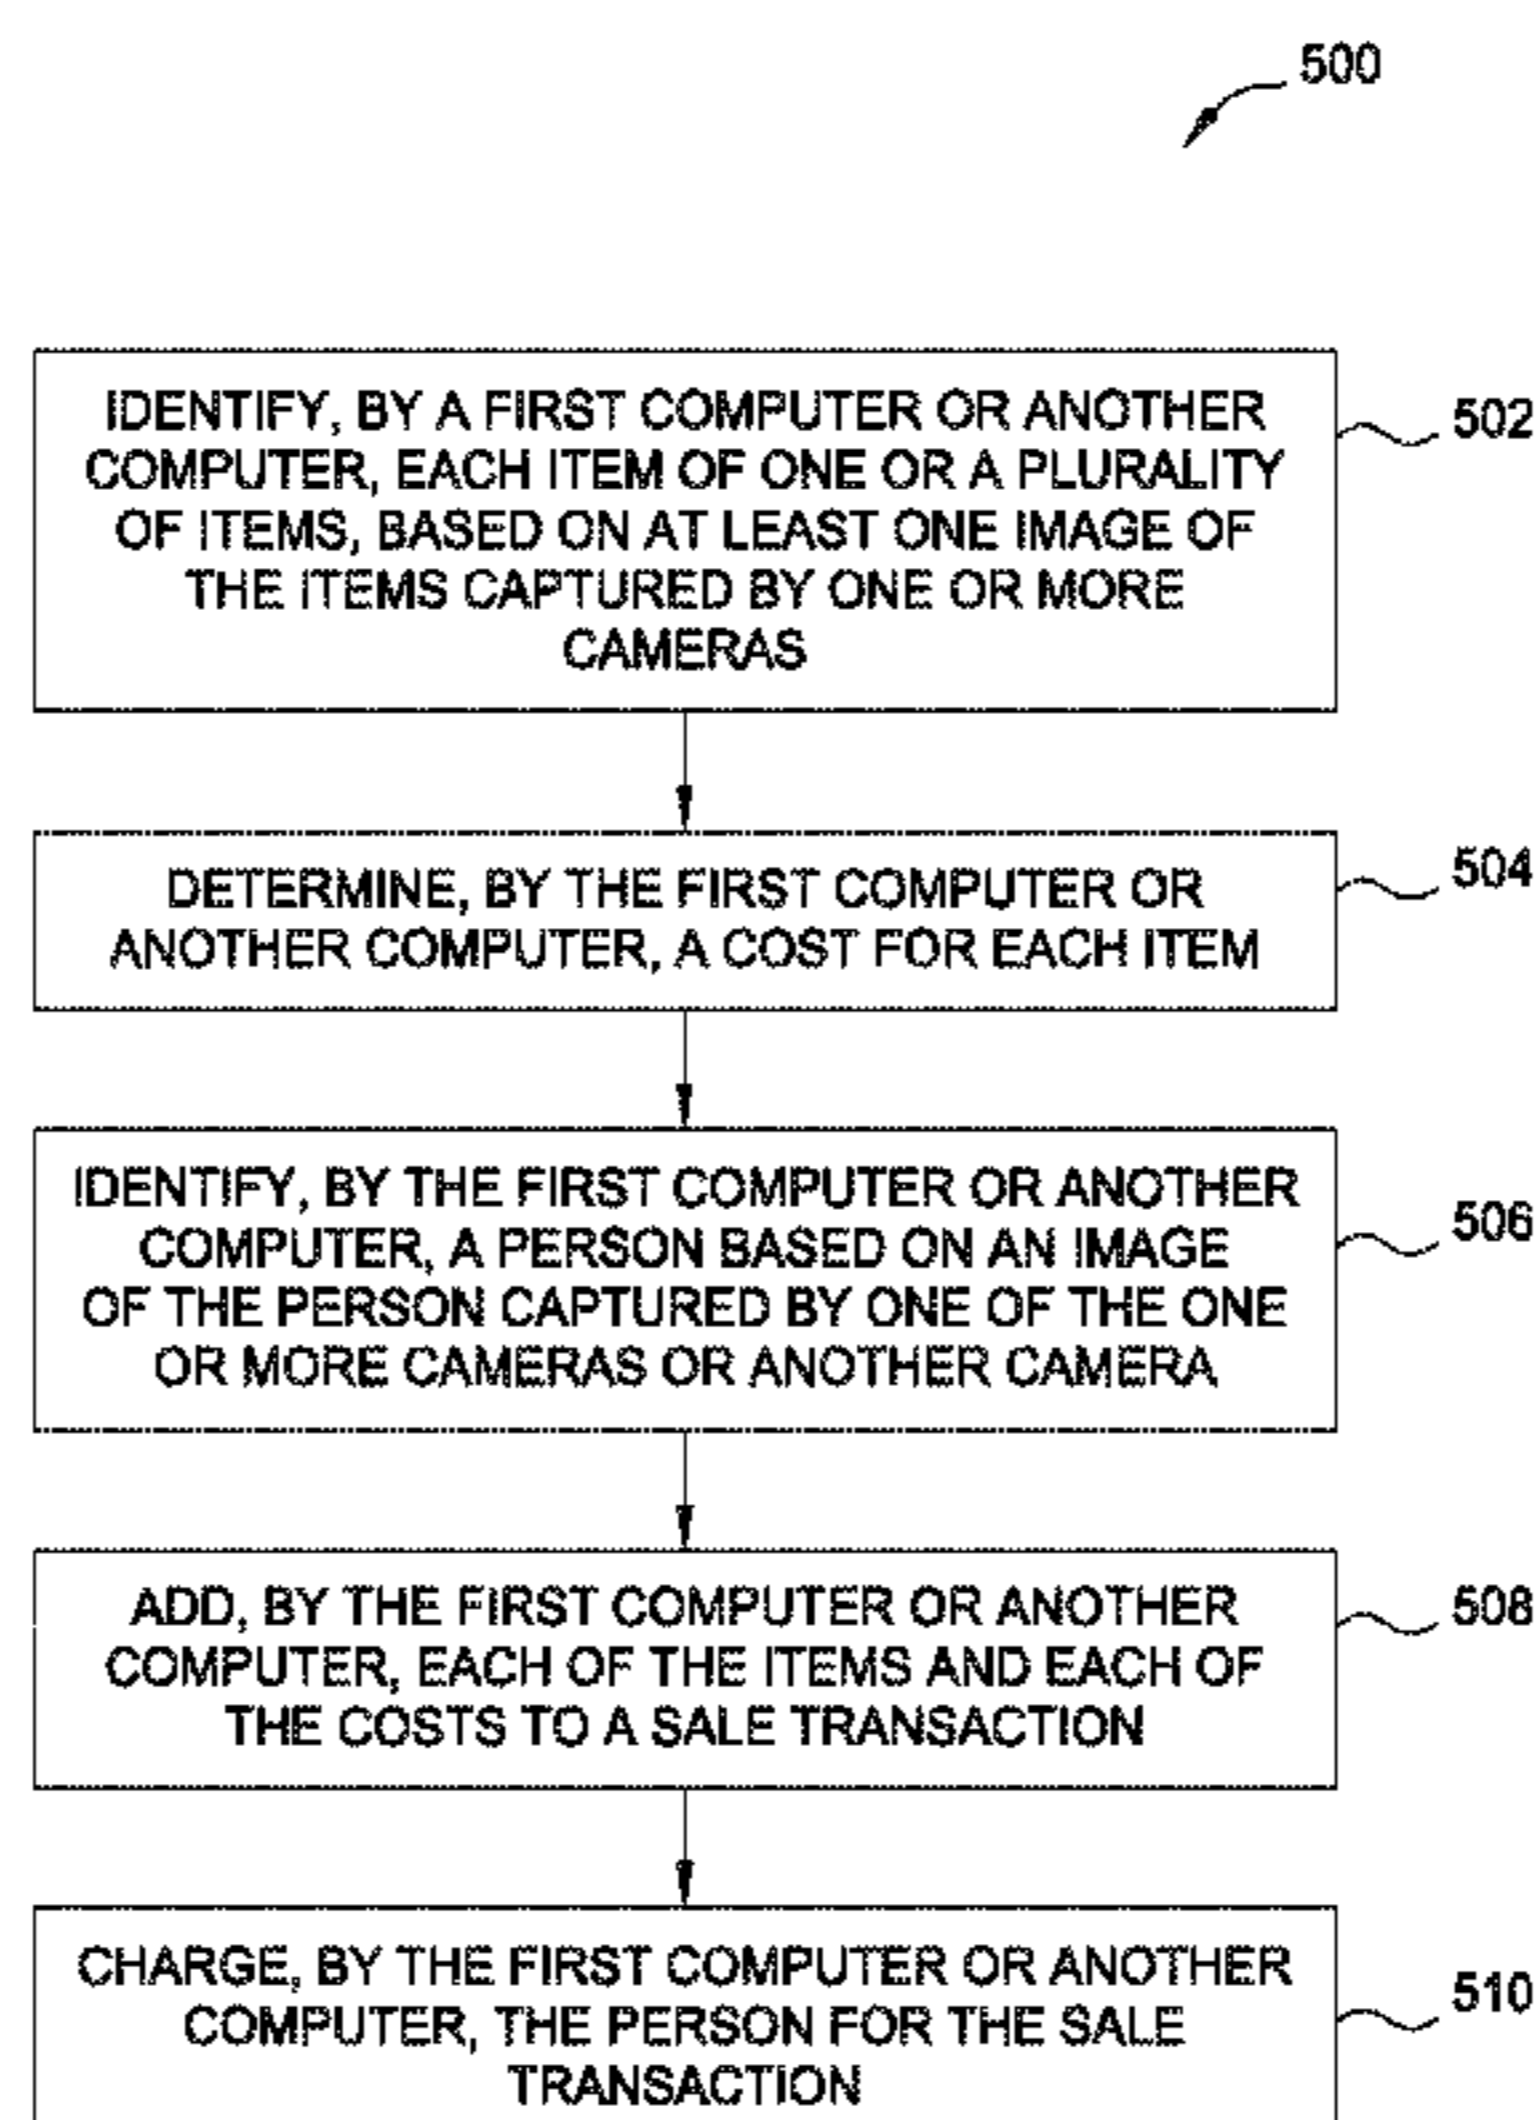 500
IDENTIFY, BY A FIRST COMPUTER OR ANOTHER
COMPUTER, EACH ITEM OF ONE OR A PLURALITY
OF ITEMS, BASED ON AT LEAST ONE IMAGE OF
THE ITEMS CAPTURED BY ONE OR MORE
CAMERAS
502
DETERMINE, BY THE FIRST COMPUTER OR
ANOTHER COMPUTER, A COST FOR EACH ITEM
504
IDENTIFY, BY THE FIRST COMPUTER OR ANOTHER
COMPUTER, A PERSON BASED ON AN IMAGE
OF THE PERSON CAPTURED BY ONE OF THE ONE
OR MORE CAMERAS OR ANOTHER CAMERA
506
ADD, BY THE FIRST COMPUTER OR ANOTHER
COMPUTER, EACH OF THE ITEMS AND EACH OF
THE COSTS TO A SALE TRANSACTION
508
CHARGE, BY THE FIRST COMPUTER OR ANOTHER
COMPUTER, THE PERSON FOR THE SALE
TRANSACTION
510